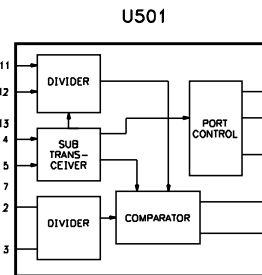 U501
11
DIVIDER
12
13
4
SUB
TRANS-
CEIVER
5
PORT
CONTROL
7
2
DIVIDER
COMPARATOR
3